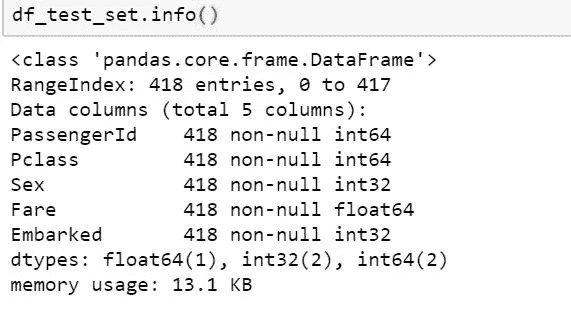 df_test_set.info()
<class 'pandas.core.frame.DataFrame'>
RangeIndex: 418 entries, 0 to 417
Data columns (total 5 columns):
PassengerId    418 non-null int64
Pclass         418 non-null int64
Sex            418 non-null int32
Fare           418 non-null float64
Embarked       418 non-null int32
dtypes: float64(1), int32(2), int64(2)
memory usage: 13.1 KB